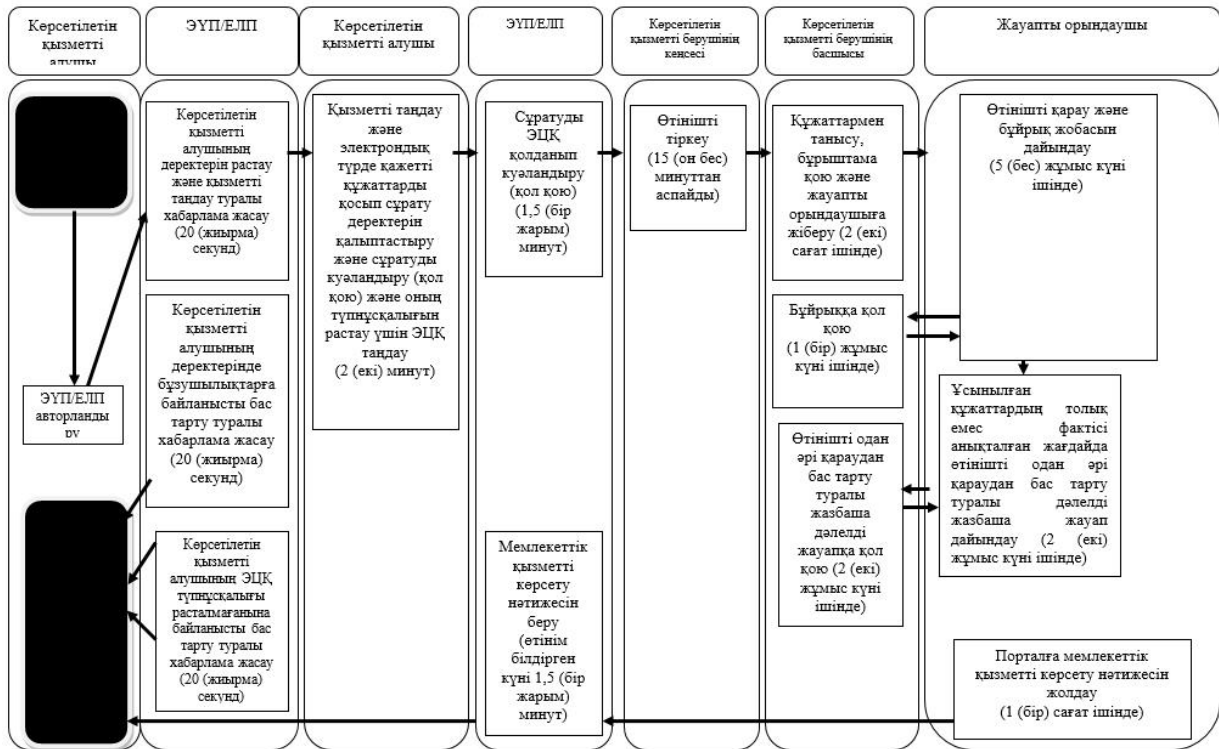 Көрсетілетін
қызметті
алушы
ЭҮП/ЕЛП
Көрсетілетін
қызметті алушы
ЭҮП/ЕЛП
Көрсетілетін
қызметті берушінің
кеңсесі
Көрсетілетін
қызметті берушінің
басшысы
Жауапты орындаушы
ЭҮП/ЕЛП
авторланды
ру
Көрсетілетін
қызметті
алушының
деректерін растау
және қызметті
таңдау туралы
хабарлама жасау
(20 (жиырма)
секунд)
Көрсетілетін
қызметті
алушының
деректерінде
бұзушылықтарға
байланысты бас
тарту туралы
хабарлама жасау
(20 (жиырма)
секунд)
Көрсетілетін
қызметті
алушының ЭЦҚ
түпнұсқалығы
расталмағанына
байланысты бас
тарту туралы
хабарлама жасау
(20 (жиырма)
секунд)
Қызметті таңдау
және
электрондық
түрде қажетті
құжаттарды
қосып сұрату
деректерін
қалыптастыру
және сұратуды
куәландыру (қол
қою) және оның
түпнұсқалығын
растау үшін ЭЦҚ
таңдау
(2 (екі) минут)
Сұратуды
ЭЦҚ
қолданып
куәландыру
(қол қою)
(1,5 (бір
жарым)
минут)
Мемлекеттік
қызметті
көрсету
нәтижесін
беру
(өтінім
білдірген
күні 1,5 (бір
жарым)
минут)
Өтінішті
тіркеу
(15 (он бес)
минуттан
аспайды)
Құжаттармен
танысу,
бұрыштама
қою және
жауапты
орындаушыға
жіберу (2 (екі)
сағат ішінде)
Бұйрыққа қол
қою
(1 (бір) жұмыс
күні ішінде)
Өтінішті одан
әрі қараудан
бас тарту
туралы
жазбаша
дәлелді
жауапқа қол
қою (2 (екі)
жұмыс күні
ішінде)
Өтінішті қарау және
бұйрық жобасын
дайындау
(5 (бес) жұмыс күні
ішінде)
Ұсынылған
құжаттардың толық
емес фактісі
анықталған жағдайда
өтінішті одан әрі
қараудан бас тарту
туралы дәлелді
жазбаша жауап
дайындау (2 (екі)
жұмыс күні ішінде)
Порталға мемлекеттік
қызметті көрсету нәтижесін
жолдау
(1 (бір) сағат ішінде)